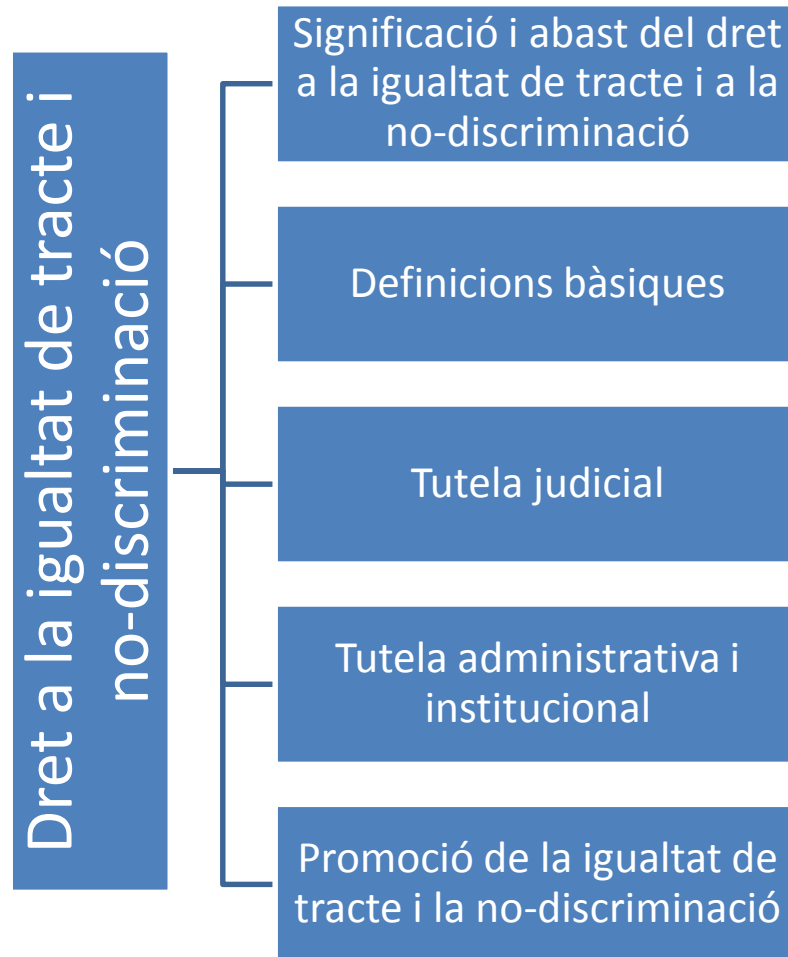 Dret a la igualtat de tracte i
no-discriminació
Significació i abast del dret
a la igualtat de tracte i a la
no-discriminació
Definicions bàsiques
Tutela judicial
Tutela administrativa i
institucional
Promoció de la igualtat de
tracte i la no-discriminació